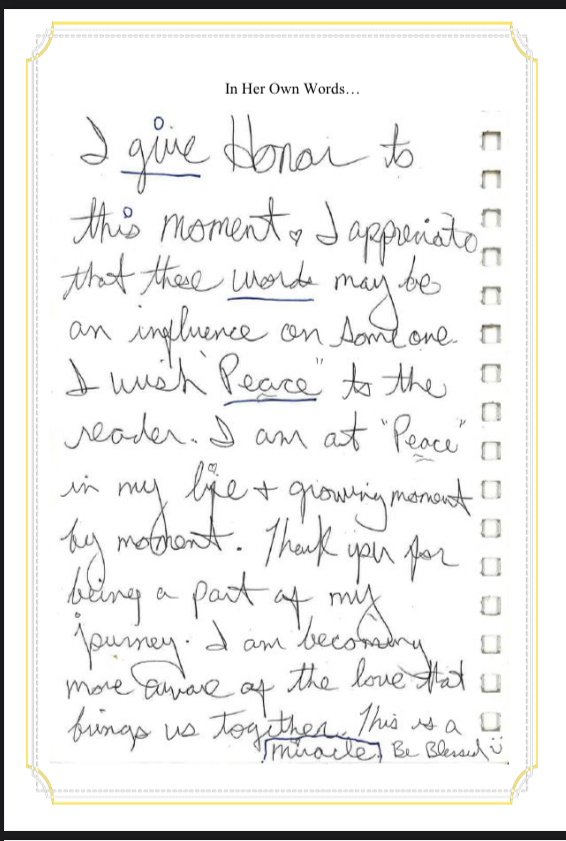 In Her Own Words…
I give Honor to
this moment, I appreciate
that these words may be
an influence on someone.
I wish "Peace" to the
reader. I am at "Peace"
in my life + growing moment
by moment. Thank you for
being a part of my
journey. I am becoming
more aware of the love that
brings us together. This is a
miracle, Be Blessed